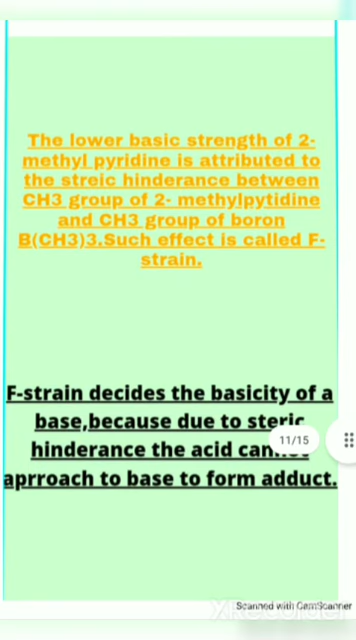 The lower basic strength of 2-
methyl pyridine is attributed to
the streic hinderance between
CH3 group of 2- methylpytidine
and CH3 group of boron
B(CH3)3.Such effect is called F-
strain.
F-strain decides the basicity of a
base,because due to steric
hinderance the acid cannot
11/15
aprroach to base to form adduct.
Scanned with CamScanner
XRecorder